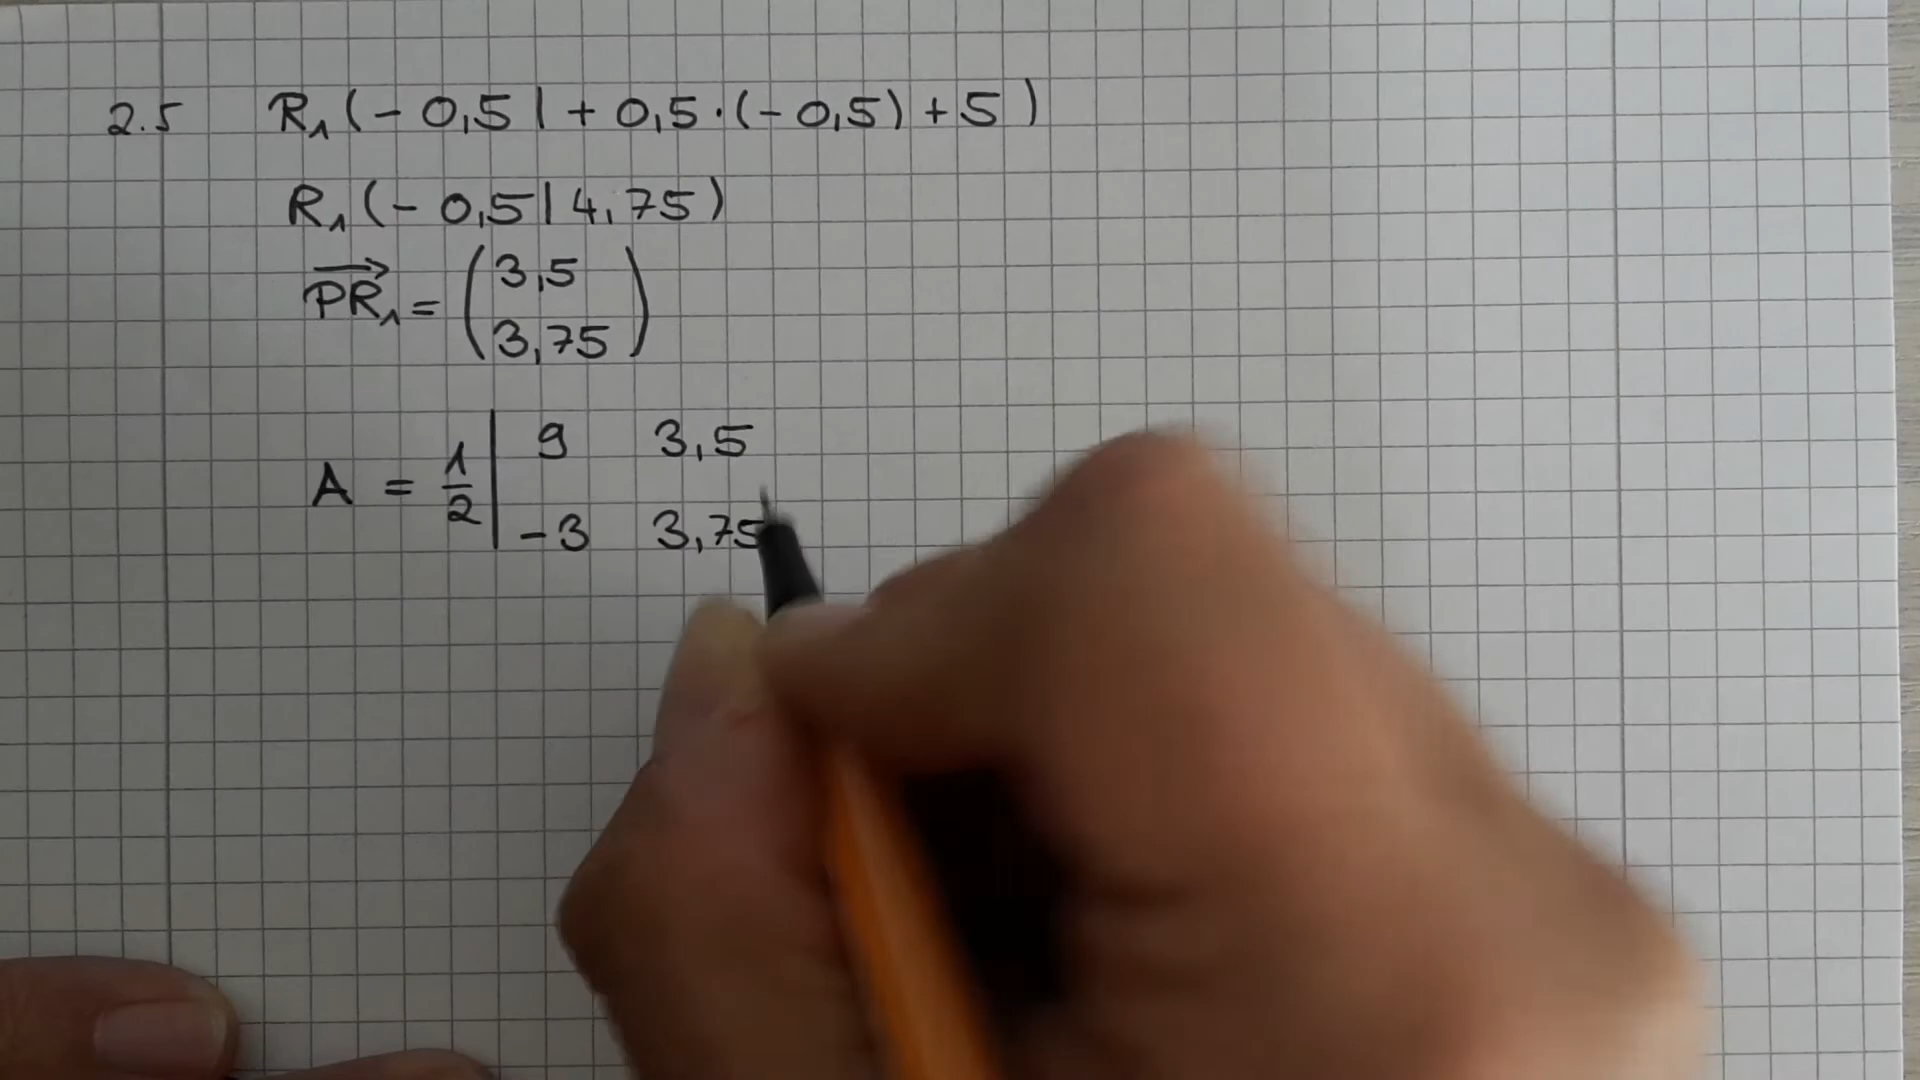 2.5 R₁(-0,5|+0,5·(-0,5)+5)
R₁(-0,5|4,75)
PR₁ = (3,5
3,75)
A = 1/2 | 9 3,5
-3 3,75